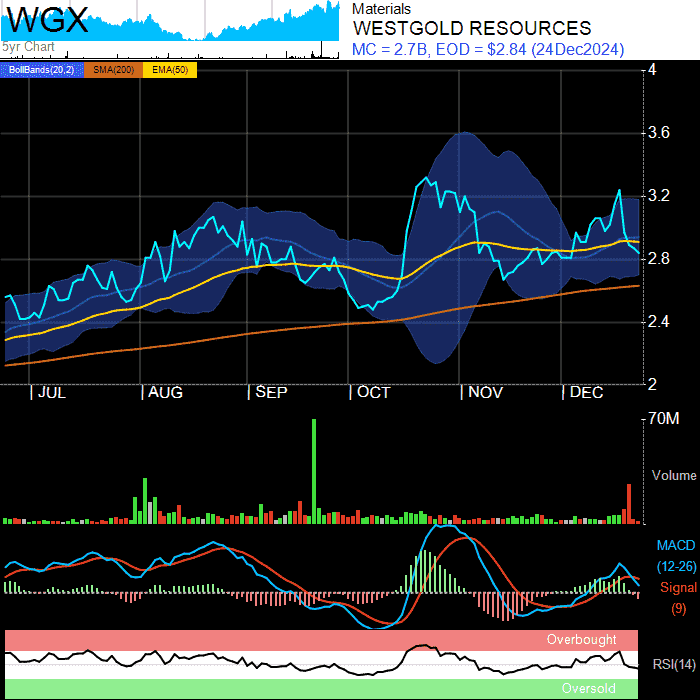 WGX
5yr Chart
Materials
WESTGOLD RESOURCES
MC = 2.7B, EOD = $2.84 (24Dec2024)
BollBands(20,2) SMA(200) EMA(50)
4
3.6
3.2
2.8
2.4
2
JUL AUG SEP OCT NOV DEC
70M
Volume
MACD
(12-26)
Signal
(9)
Overbought
RSI(14)
Oversold